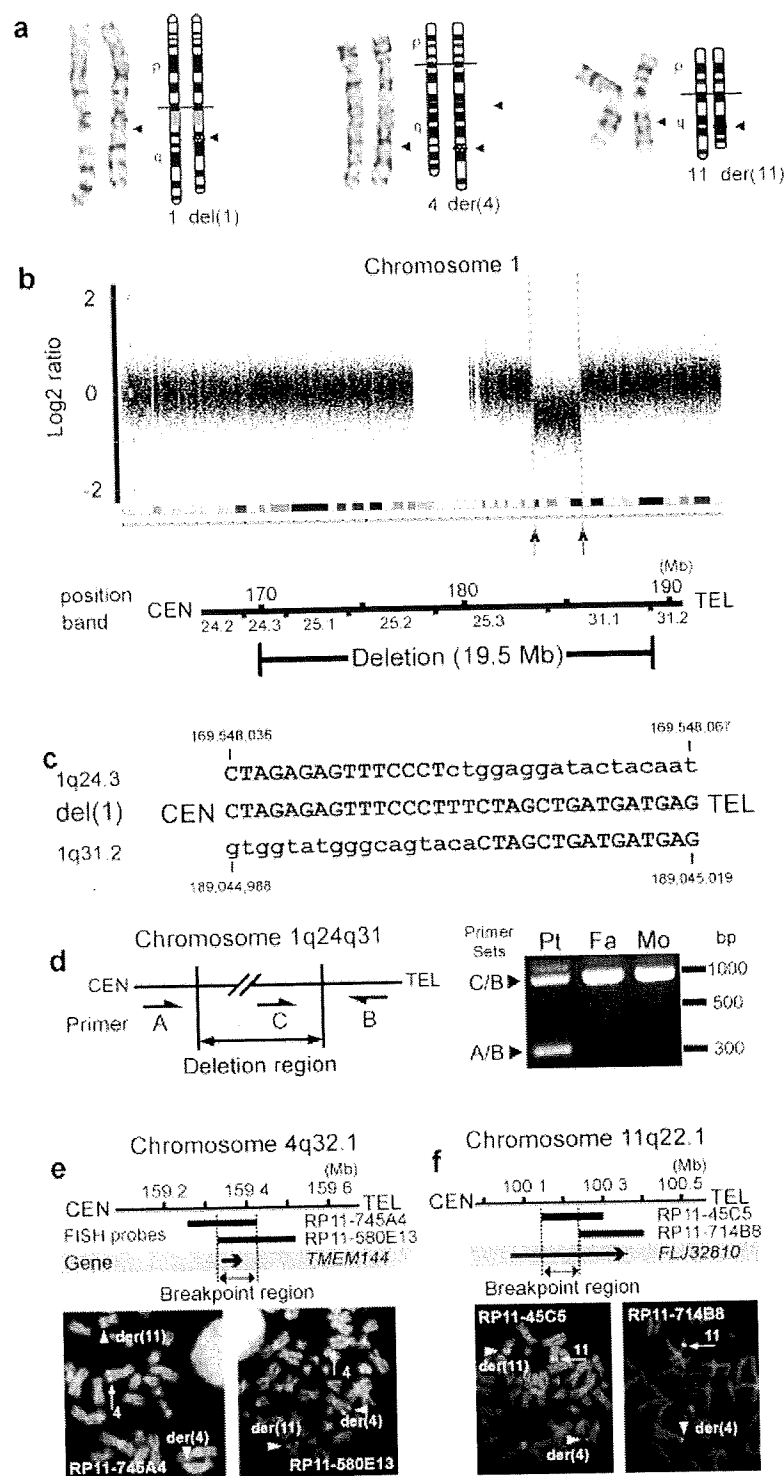 a
p
q
1 del(1)
p
q
4 der(4)
p
q
11 der(11)
b
Chromosome 1
Log2 ratio
2
0
-2
position
band
CEN
170
180
190
(Mb)
TEL
24.2 24.3 25.1 25.2 25.3 31.1 31.2
Deletion (19.5 Mb)
c
169,548,036
169,548,067
1q24.3
CTAGAGAGTTTCCCTctggaggatactacaat
del(1)
CEN CTAGAGAGTTTCCCTTTCTAGCTGATGATGAG TEL
1q31.2
gtggtatgggcagtacaCTAGCTGATGATGAG
189,044,988
189,045,019
d
Chromosome 1q24q31
CEN
TEL
Primer
A
C
B
Deletion region
Primer
Sets
Pt Fa Mo
bp
C/B
A/B
1000
500
300
e
Chromosome 4q32.1
(Mb)
159.2 159.4 159.6
CEN
TEL
FISH probes
RP11-745A4
RP11-580E13
Gene
TMEM144
Breakpoint region
der(11)
4
der(4)
RP11-745A4
4
der(11)
der(4)
RP11-580E13
f
Chromosome 11q22.1
(Mb)
100.1 100.3 100.5
CEN
TEL
RP11-45C5
RP11-714B8
FLJ32810
Breakpoint region
RP11-45C5
der(11)
11
der(4)
RP11-714B8
11
der(4)